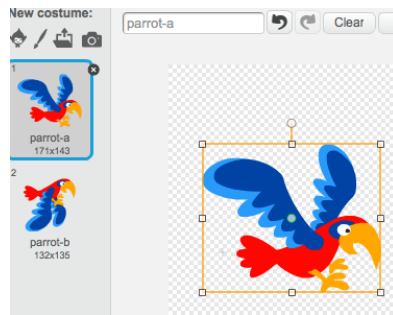 New costume:
parrot-a
Clear
1
parrot-a
171x143
2
parrot-b
132x135